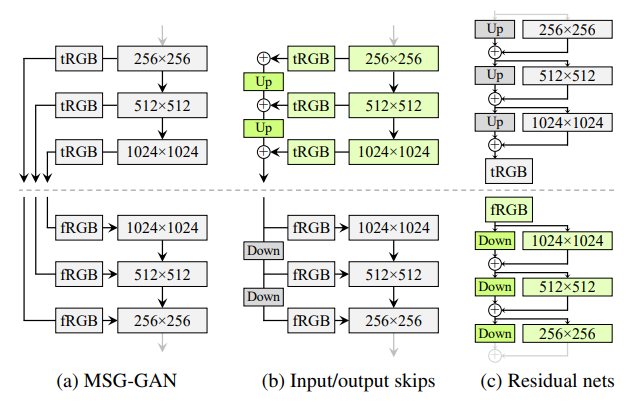 tRGB 256×256
tRGB 512×512
tRGB 1024×1024
fRGB 1024×1024
fRGB 512×512
fRGB 256×256
(a) MSG-GAN
tRGB 256×256
Up
tRGB 512×512
Up
tRGB 1024×1024
fRGB 1024×1024
Down
fRGB 512×512
Down
fRGB 256×256
(b) Input/output skips
Up 256×256
Up 512×512
Up 1024×1024
tRGB
fRGB
Down 1024×1024
Down 512×512
Down 256×256
(c) Residual nets